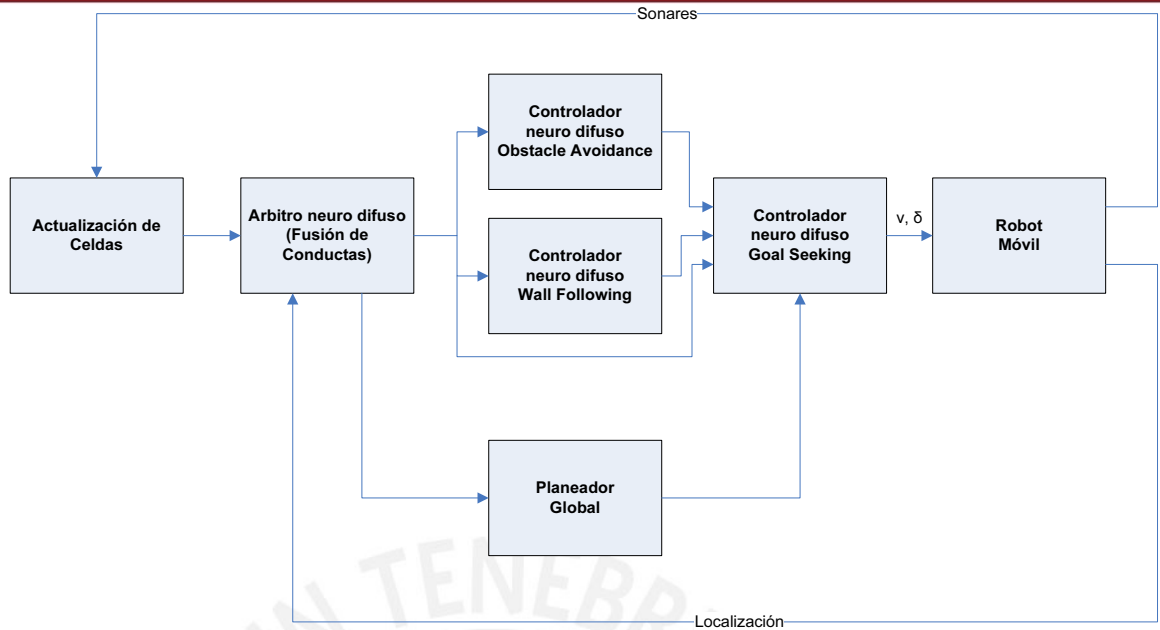 Sonares
Controlador
neuro difuso
Obstacle Avoidance
Actualización de
Celdas
Arbitro neuro difuso
(Fusión de
Conductas)
Controlador
neuro difuso
Wall Following
Controlador
neuro difuso
Goal Seeking
v, δ
Robot
Móvil
Planeador
Global
TENEBR
Localización